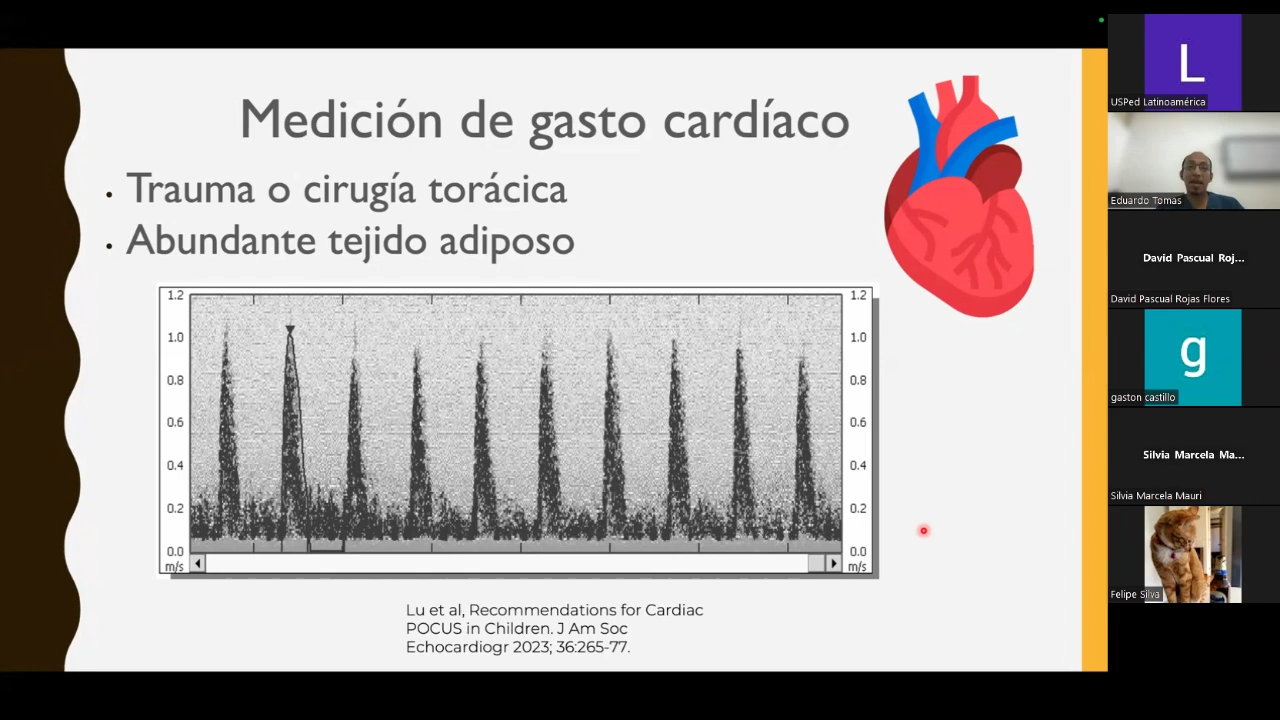 Medición de gasto cardíaco
• Trauma o cirugía torácica
• Abundante tejido adiposo
1.2 1.2
1.0 1.0
0.8 0.8
0.6 0.6
0.4 0.4
0.2 0.2
0.0 0.0
m/s m/s
Lu et al, Recommendations for Cardiac
POCUS in Children. J Am Soc
Echocardiogr 2023; 36:265-77.
L
USPed Latinoamérica
Eduardo Tomas
David Pascual Roj...
David Pascual Rojas Flores
g
gaston castillo
Silvia Marcela Ma...
Silvia Marcela Mauri
Felipe Silva